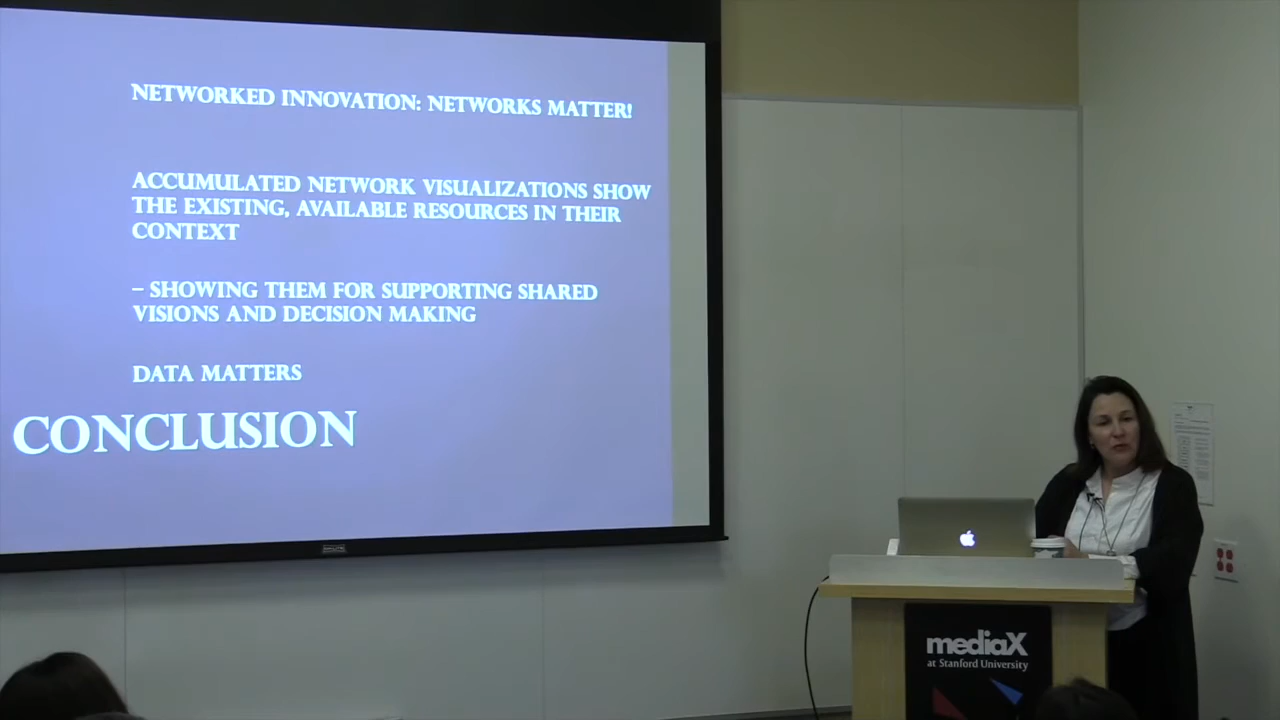 NETWORKED INNOVATION: NETWORKS MATTER!
ACCUMULATED NETWORK VISUALIZATIONS SHOW
THE EXISTING, AVAILABLE RESOURCES IN THEIR
CONTEXT
– SHOWING THEM FOR SUPPORTING SHARED
VISIONS AND DECISION MAKING
DATA MATTERS
CONCLUSION
mediaX
at Stanford University